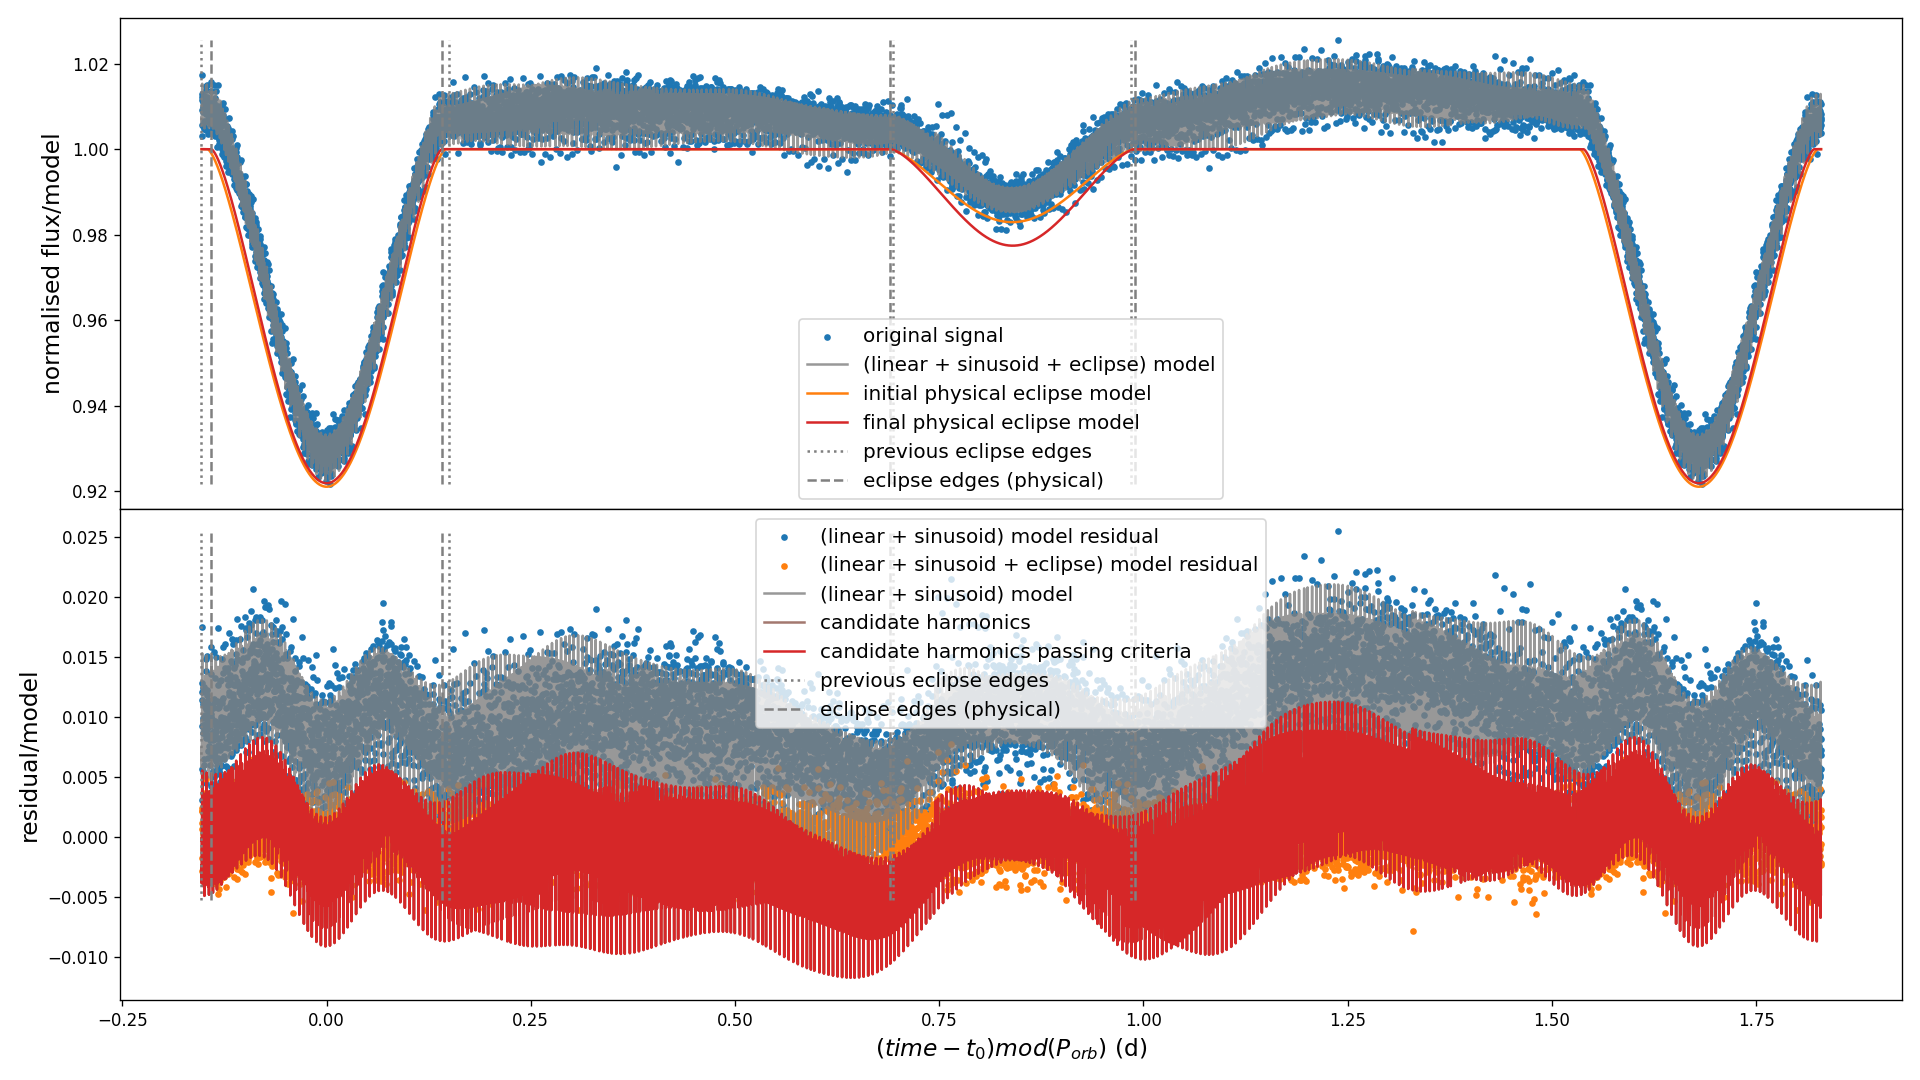 normalised flux/model
1.02
1.00
0.98
0.96
0.94
0.92
original signal
(linear + sinusoid + eclipse) model
initial physical eclipse model
final physical eclipse model
previous eclipse edges
eclipse edges (physical)
residual/model
0.025
0.020
0.015
0.010
0.005
0.000
−0.005
−0.010
(linear + sinusoid) model residual
(linear + sinusoid + eclipse) model residual
(linear + sinusoid) model
candidate harmonics
candidate harmonics passing criteria
previous eclipse edges
eclipse edges (physical)
−0.25 0.00 0.25 0.50 0.75 1.00 1.25 1.50 1.75
(time − t₀)mod(P_orb) (d)